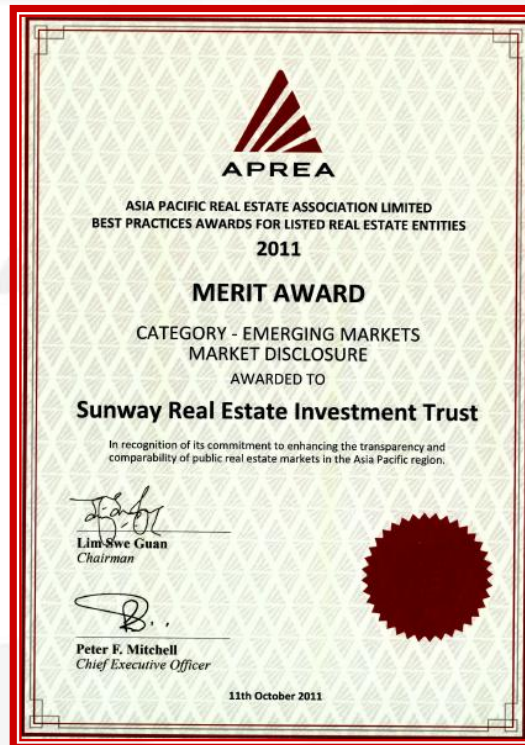 APREA
ASIA PACIFIC REAL ESTATE ASSOCIATION LIMITED
BEST PRACTICES AWARDS FOR LISTED REAL ESTATE ENTITIES
2011
MERIT AWARD
CATEGORY - EMERGING MARKETS
MARKET DISCLOSURE
AWARDED TO
Sunway Real Estate Investment Trust
In recognition of its commitment to enhancing the transparency and
comparability of public real estate markets in the Asia Pacific region.
Lim Swe Guan
Chairman
Peter F. Mitchell
Chief Executive Officer
11th October 2011